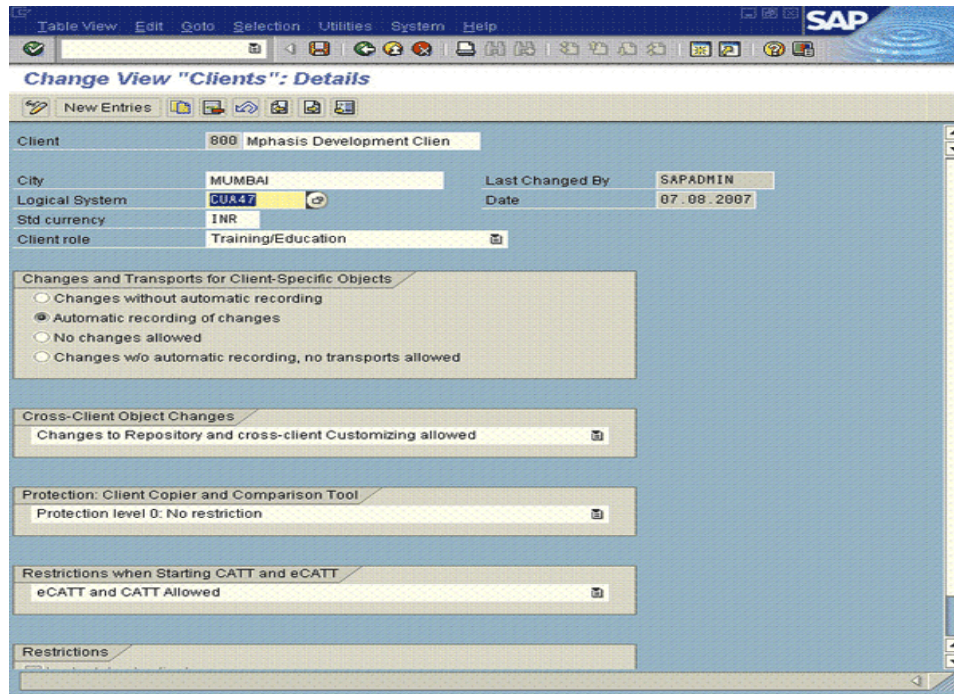 Table View Edit Goto Selection Utilities System Help
SAP
Change View "Clients": Details
New Entries
Client 800 Mphasis Development Clien
City MUMBAI Last Changed By SAPADMIN
Logical System CUA47 Date 07.08.2007
Std currency INR
Client role Training/Education
Changes and Transports for Client-Specific Objects
Changes without automatic recording
Automatic recording of changes
No changes allowed
Changes w/o automatic recording, no transports allowed
Cross-Client Object Changes
Changes to Repository and cross-client Customizing allowed
Protection: Client Copier and Comparison Tool
Protection level 0: No restriction
Restrictions when Starting CATT and eCATT
eCATT and CATT Allowed
Restrictions